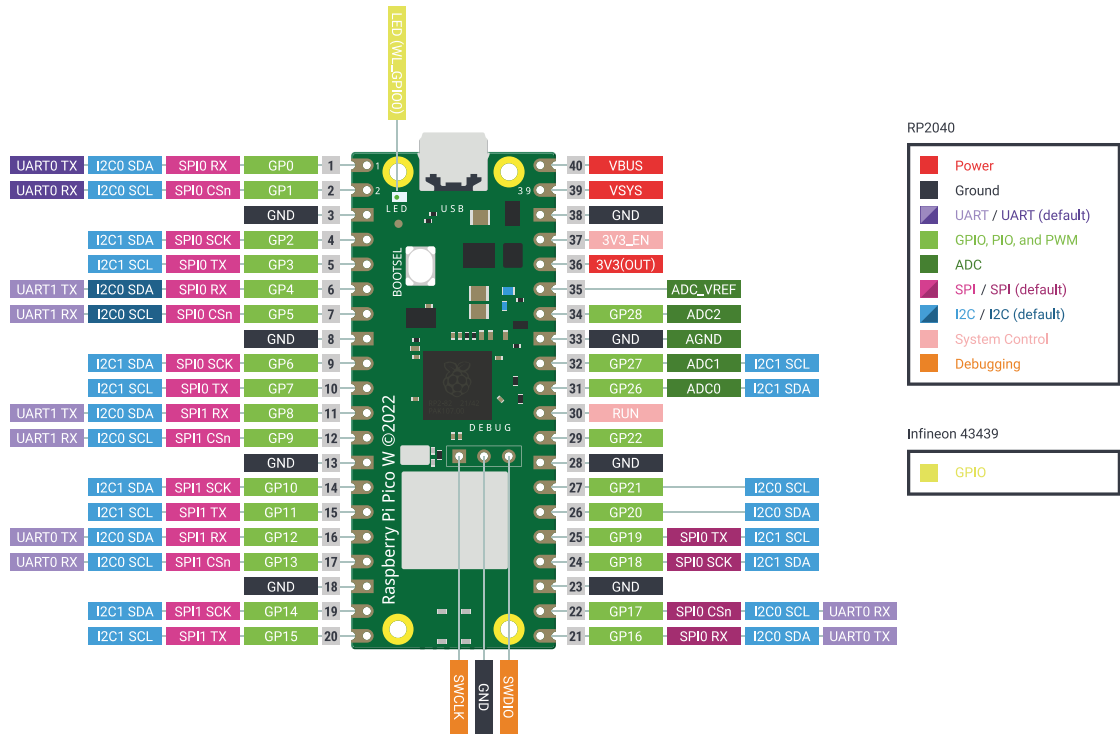 LED (WL_GPIO0)
UART0 TX I2C0 SDA SPI0 RX GP0 1 1 40 VBUS
UART0 RX I2C0 SCL SPI0 CSn GP1 2 2 39 39 VSYS
GND 3 LED USB 38 GND
I2C1 SDA SPI0 SCK GP2 4 37 3V3_EN
I2C1 SCL SPI0 TX GP3 5 BOOTSEL 36 3V3(OUT)
UART1 TX I2C0 SDA SPI0 RX GP4 6 35 ADC_VREF
UART1 RX I2C0 SCL SPI0 CSn GP5 7 34 GP28 ADC2
GND 8 33 GND AGND
I2C1 SDA SPI0 SCK GP6 9 32 GP27 ADC1 I2C1 SCL
I2C1 SCL SPI0 TX GP7 10 31 GP26 ADC0 I2C1 SDA
UART1 TX I2C0 SDA SPI1 RX GP8 11 30 RUN
UART1 RX I2C0 SCL SPI1 CSn GP9 12 DEBUG 29 GP22
GND 13 28 GND
I2C1 SDA SPI1 SCK GP10 14 27 GP21 I2C0 SCL
I2C1 SCL SPI1 TX GP11 15 26 GP20 I2C0 SDA
UART0 TX I2C0 SDA SPI1 RX GP12 16 25 GP19 SPI0 TX I2C1 SCL
UART0 RX I2C0 SCL SPI1 CSn GP13 17 24 GP18 SPI0 SCK I2C1 SDA
GND 18 23 GND
I2C1 SDA SPI1 SCK GP14 19 22 GP17 SPI0 CSn I2C0 SCL UART0 RX
I2C1 SCL SPI1 TX GP15 20 21 GP16 SPI0 RX I2C0 SDA UART0 TX
Raspberry Pi Pico W ©2022
SWCLK
GND
SWDIO
RP2040
Power
Ground
UART / UART (default)
GPIO, PIO, and PWM
ADC
SPI / SPI (default)
I2C / I2C (default)
System Control
Debugging
Infineon 43439
GPIO